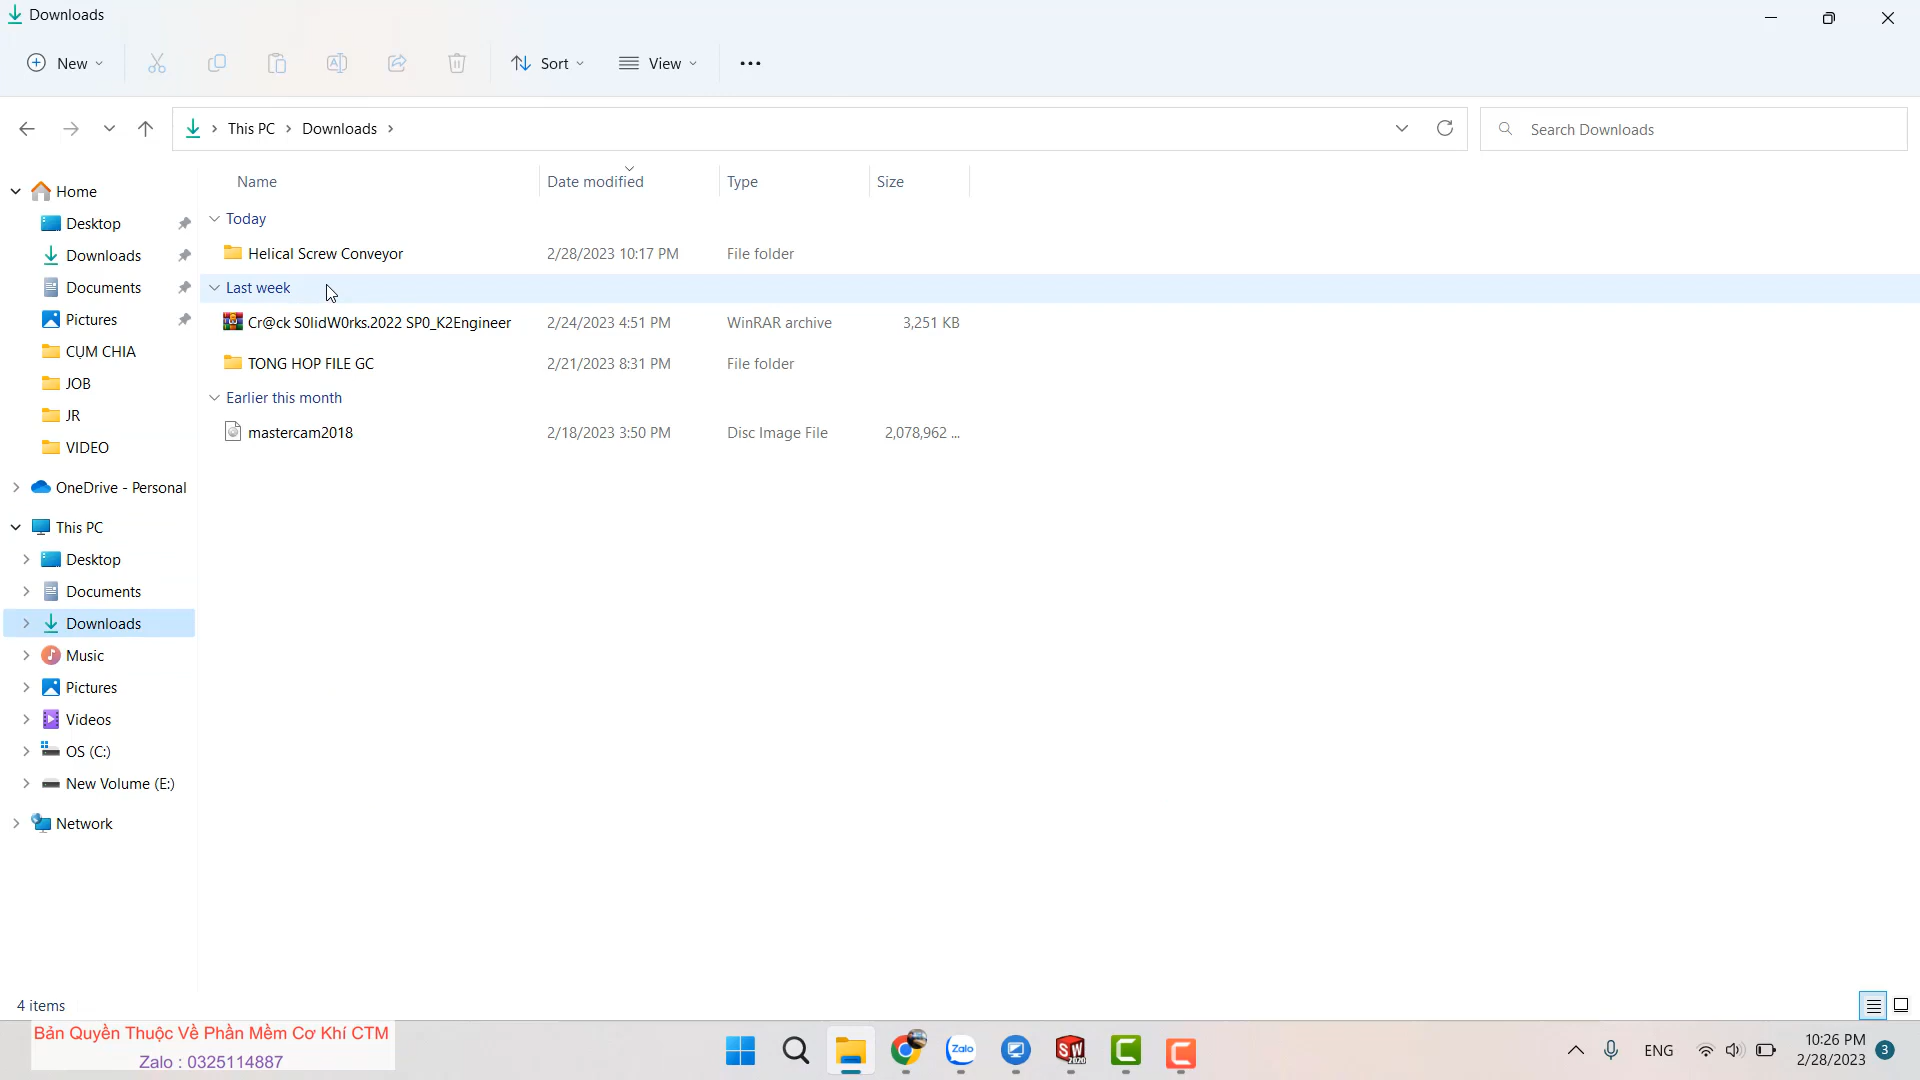 Downloads
New
Sort
View
This PC
Downloads
Search Downloads
Name
Date modified
Type
Size
Home
Desktop
Downloads
Documents
Pictures
CỤM CHIA
JOB
JR
VIDEO
OneDrive - Personal
This PC
Desktop
Documents
Downloads
Music
Pictures
Videos
OS (C:)
New Volume (E:)
Network
Today
Helical Screw Conveyor 2/28/2023 10:17 PM File folder
Last week
Cr@ck S0lidW0rks.2022 SP0_K2Engineer 2/24/2023 4:51 PM WinRAR archive 3,251 KB
TONG HOP FILE GC 2/21/2023 8:31 PM File folder
Earlier this month
mastercam2018 2/18/2023 3:50 PM Disc Image File 2,078,962 ...
4 items
Bản Quyền Thuộc Về Phần Mềm Cơ Khí CTM
Zalo : 0325114887
Zalo
SW
2020
ENG
10:26 PM
2/28/2023
3